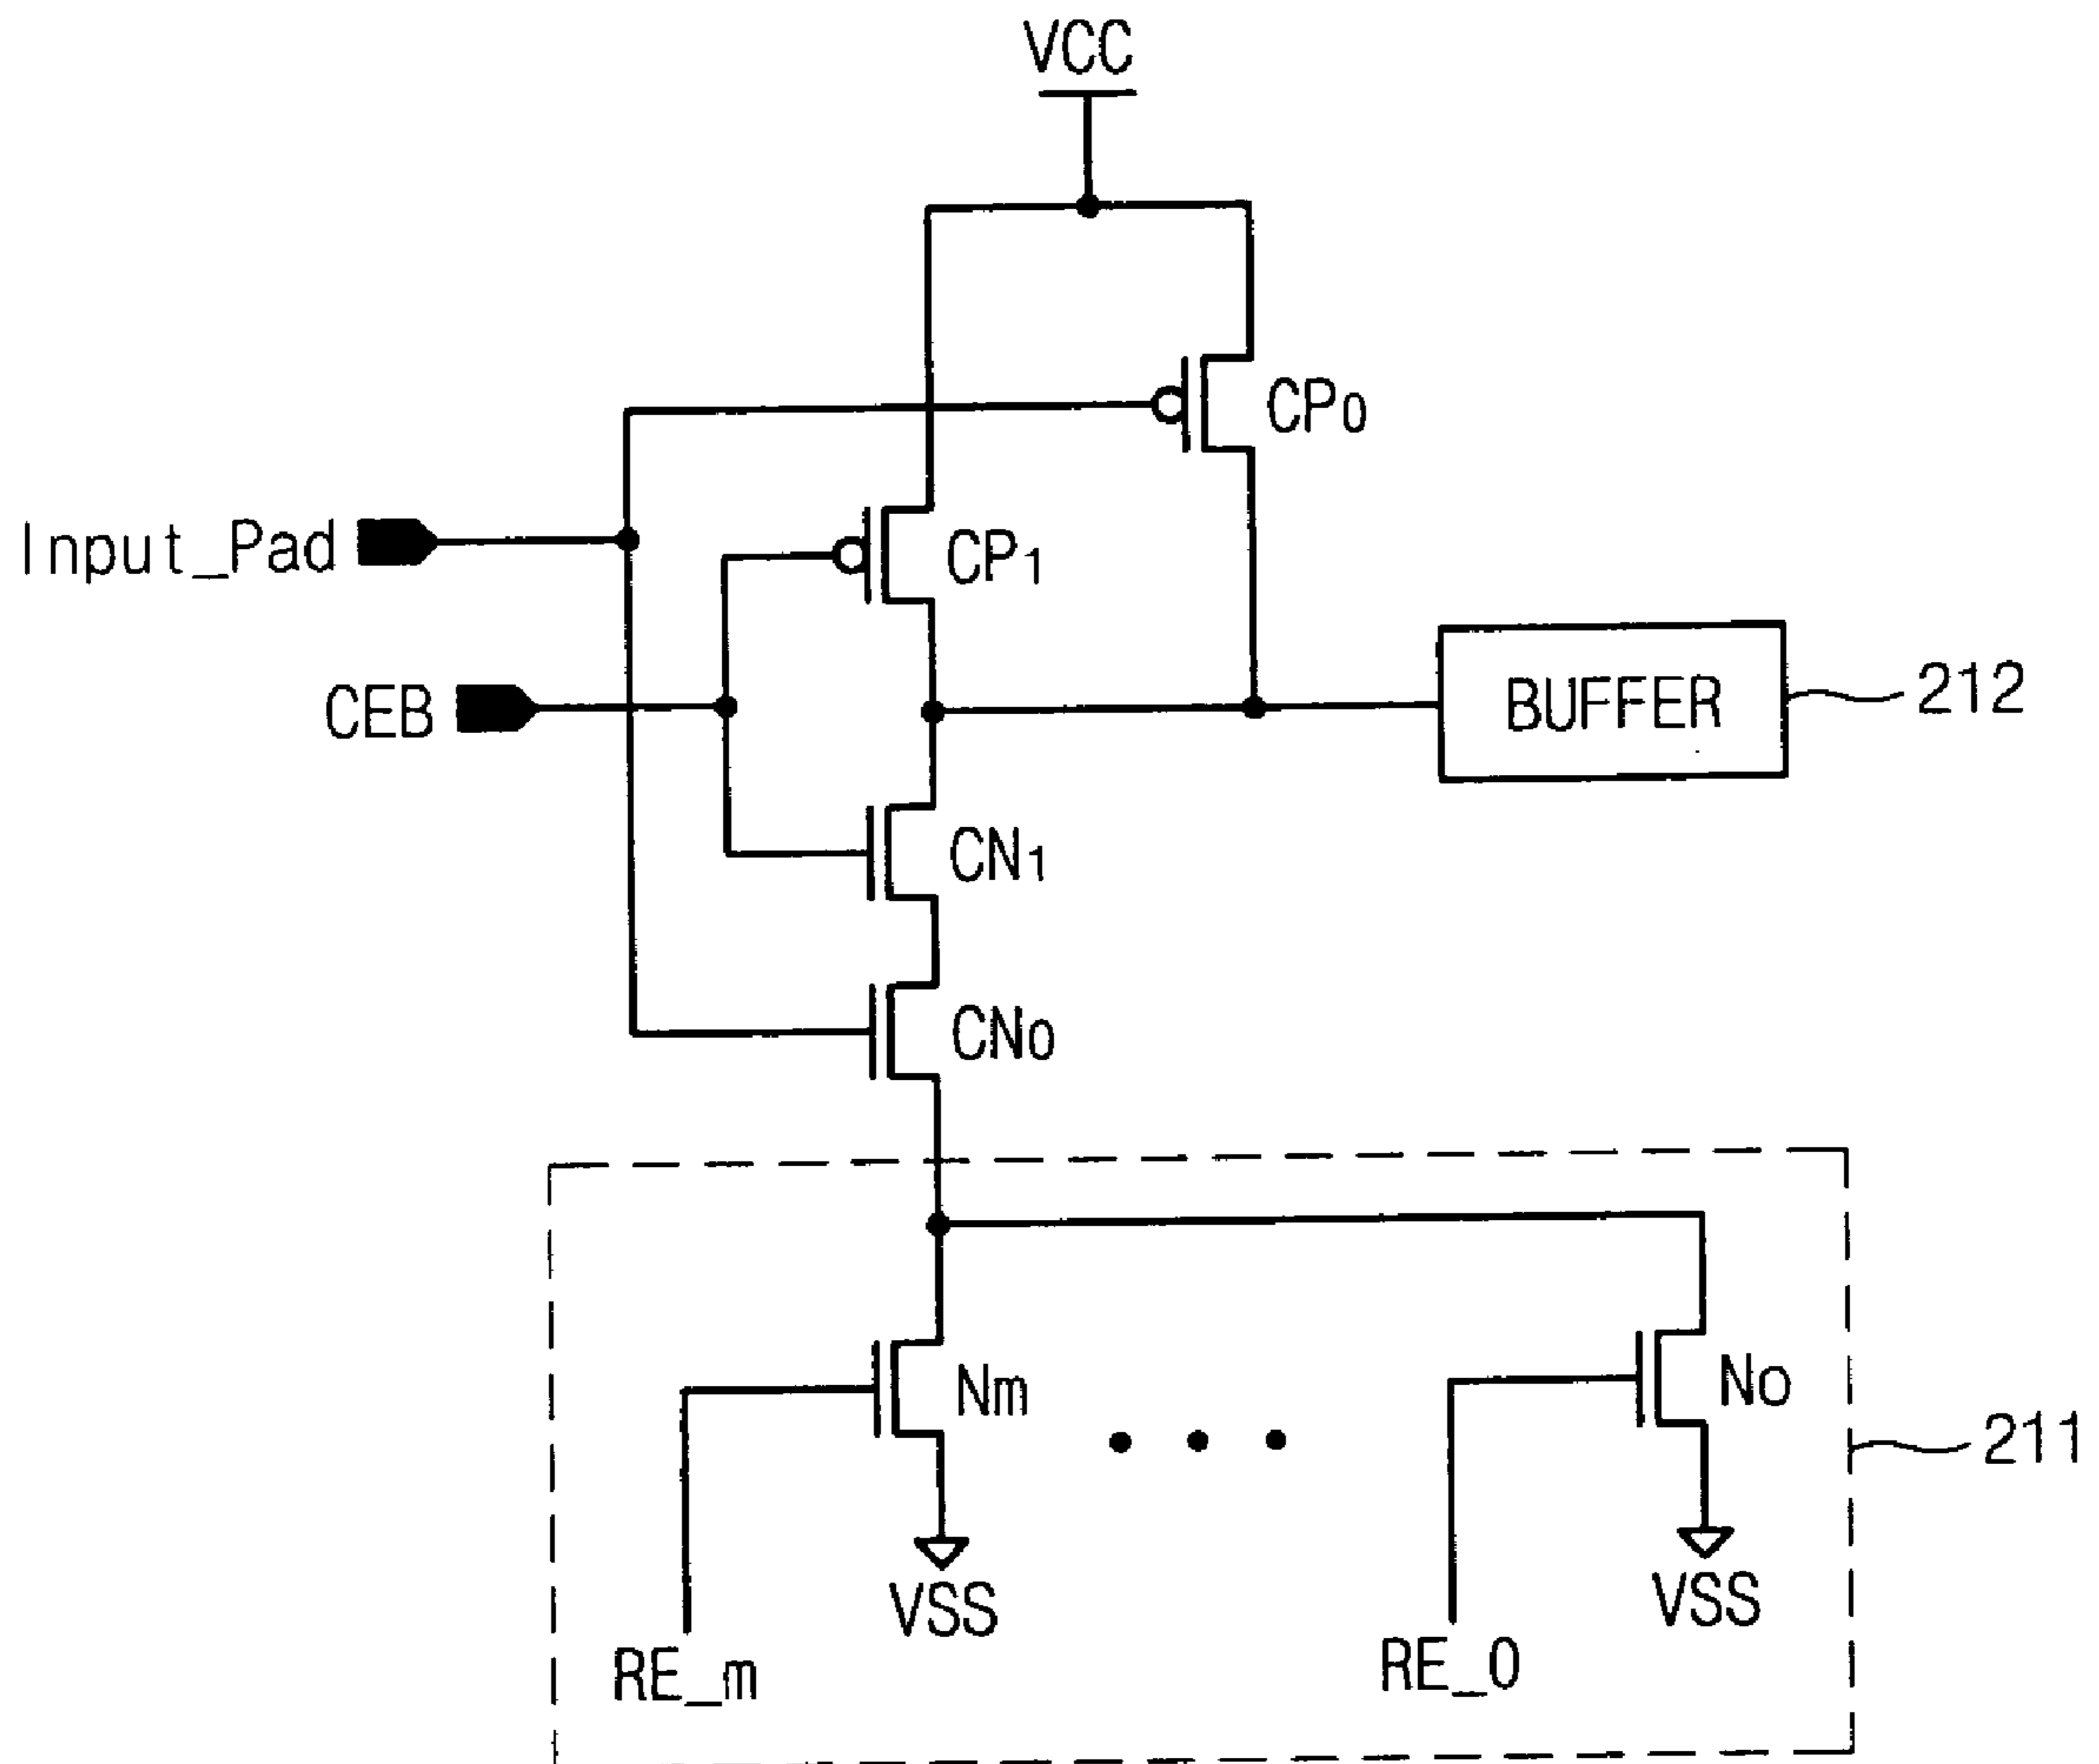 VCC
CP0
Input_Pad
CP1
CEB
BUFFER
212
CN1
CN0
Nm
N0
211
VSS
VSS
RE_m
RE_0